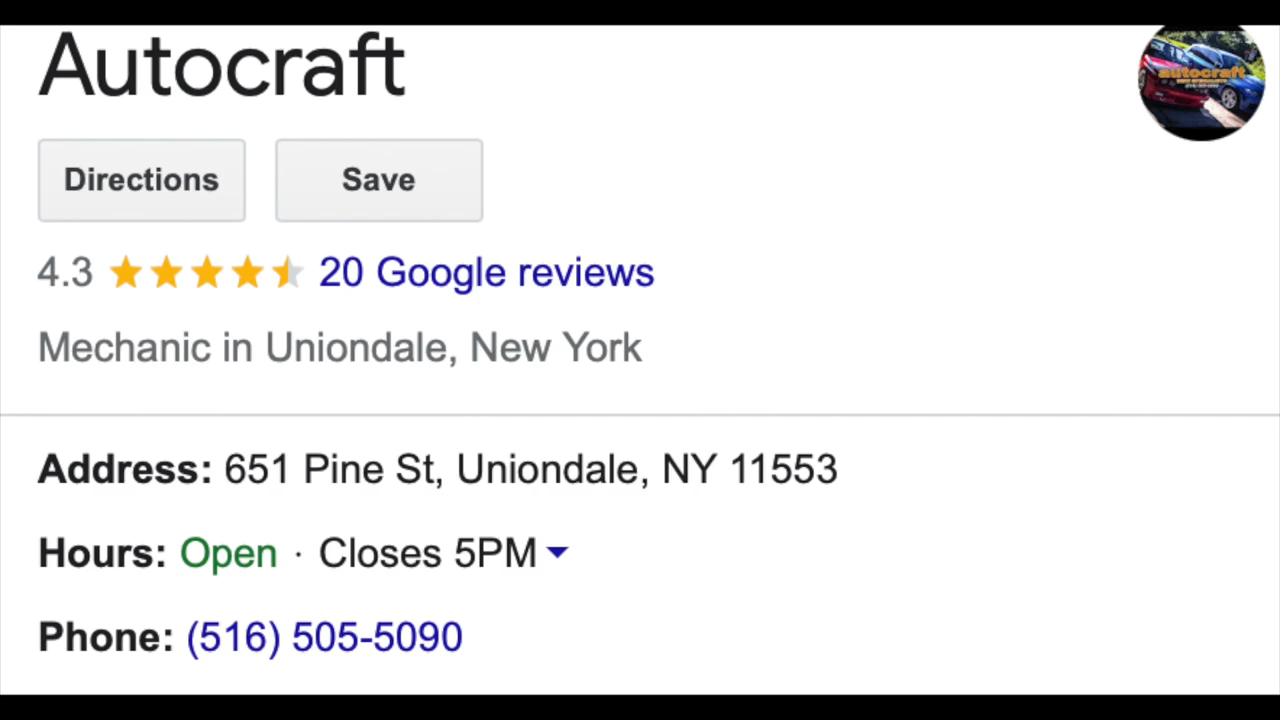 Autocraft
autocraft
Directions
Save
4.3 20 Google reviews
Mechanic in Uniondale, New York
Address: 651 Pine St, Uniondale, NY 11553
Hours: Open · Closes 5PM
Phone: (516) 505-5090